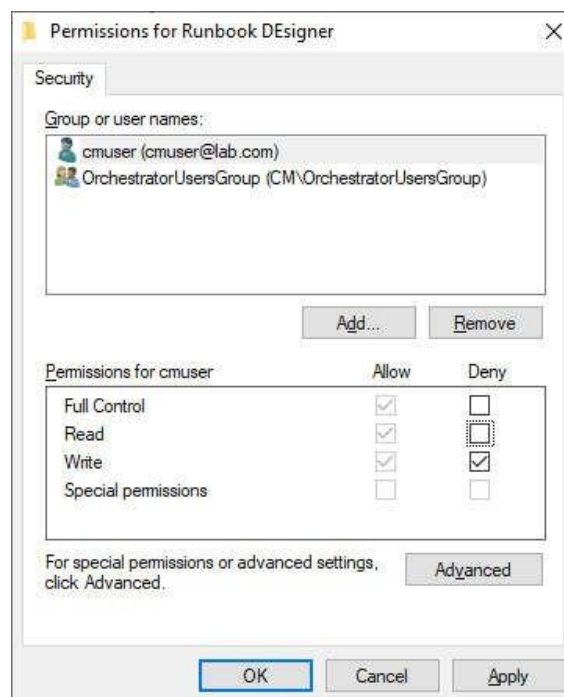 Permissions for Runbook DEsigner
Security
Group or user names:
cmuser (cmuser@lab.com)
OrchestratorUsersGroup (CM\OrchestratorUsersGroup)
Add... Remove
Permissions for cmuser Allow Deny
Full Control
Read
Write
Special permissions
For special permissions or advanced settings,
click Advanced.
Advanced
OK Cancel Apply